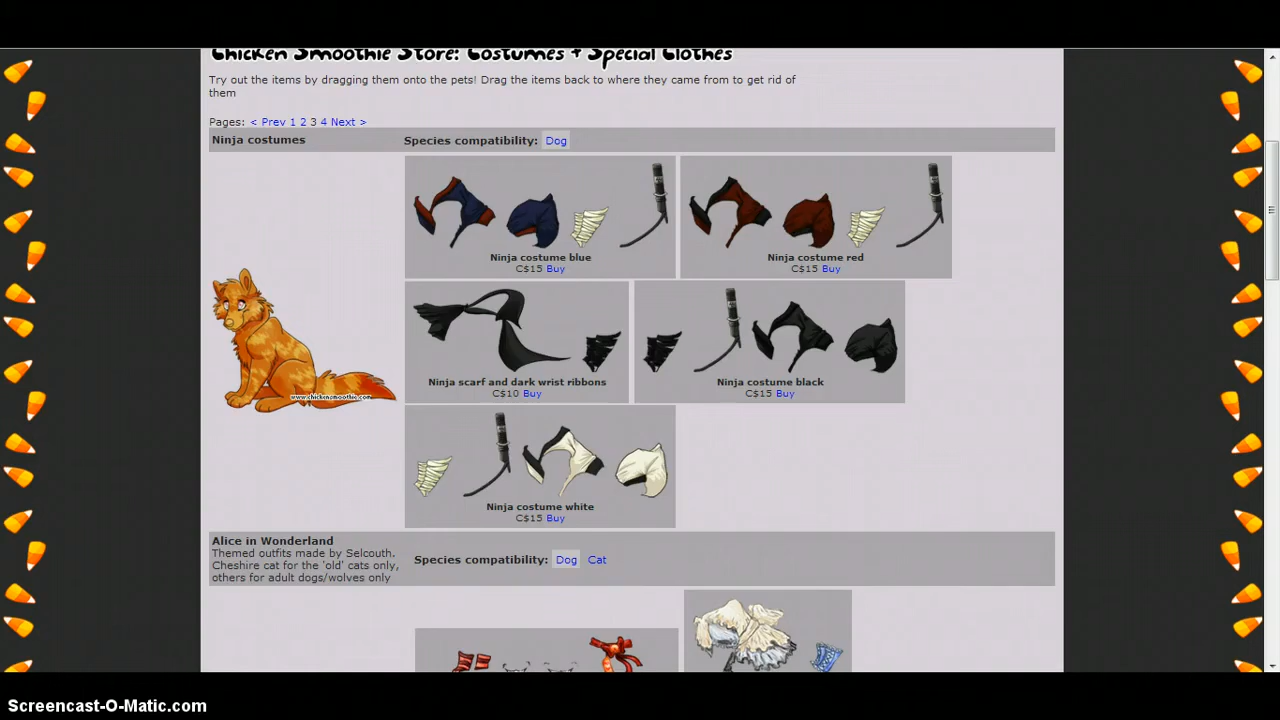 Chicken Smoothie Store: Costumes + Special Clothes
Try out the items by dragging them onto the pets! Drag the items back to where they came from to get rid of
them
Pages: < Prev 1 2 3 4 Next >
Ninja costumes
Species compatibility: Dog
Ninja costume blue
C$15 Buy
Ninja costume red
C$15 Buy
www.chickensmoothie.com
Ninja scarf and dark wrist ribbons
C$10 Buy
Ninja costume black
C$15 Buy
Ninja costume white
C$15 Buy
Alice in Wonderland
Themed outfits made by Selcouth.
Cheshire cat for the 'old' cats only,
others for adult dogs/wolves only
Species compatibility: Dog Cat
Screencast-O-Matic.com